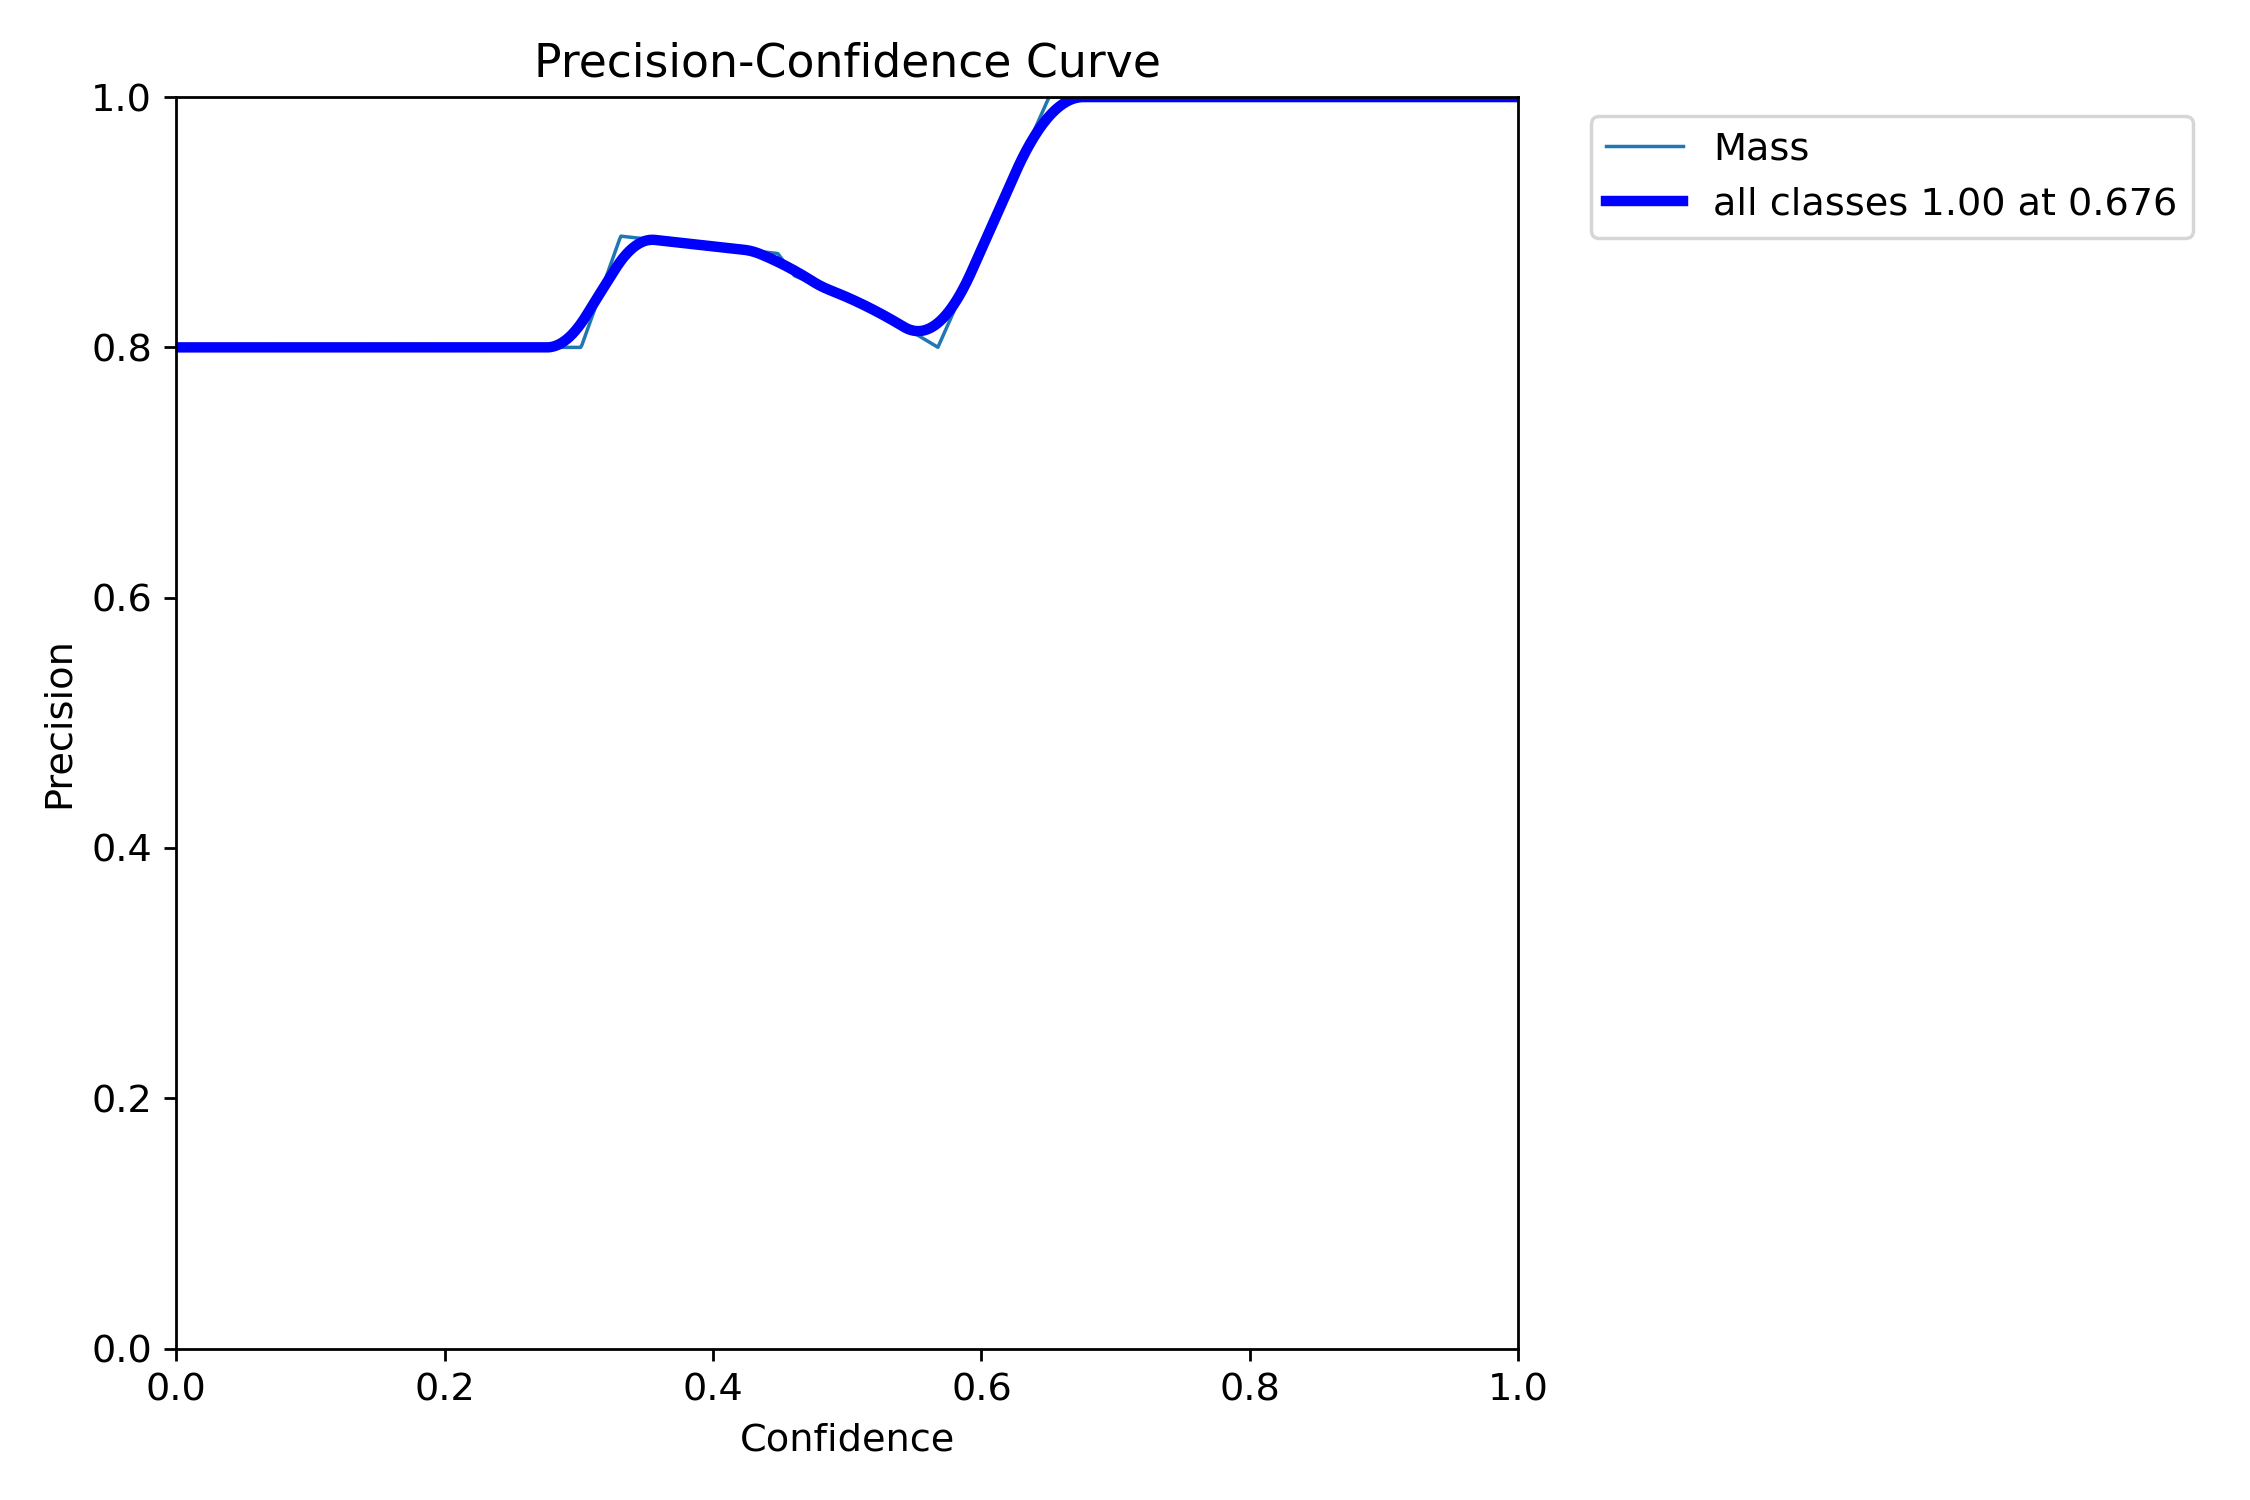 Precision-Confidence Curve
Mass
all classes 1.00 at 0.676
Precision
1.0
0.8
0.6
0.4
0.2
0.0
0.0 0.2 0.4 0.6 0.8 1.0
Confidence